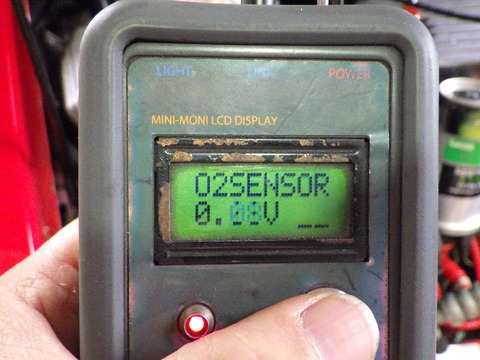 LIGHT LINK POWER
MINI-MONI LCD DISPLAY
O2SENSOR
0.08V